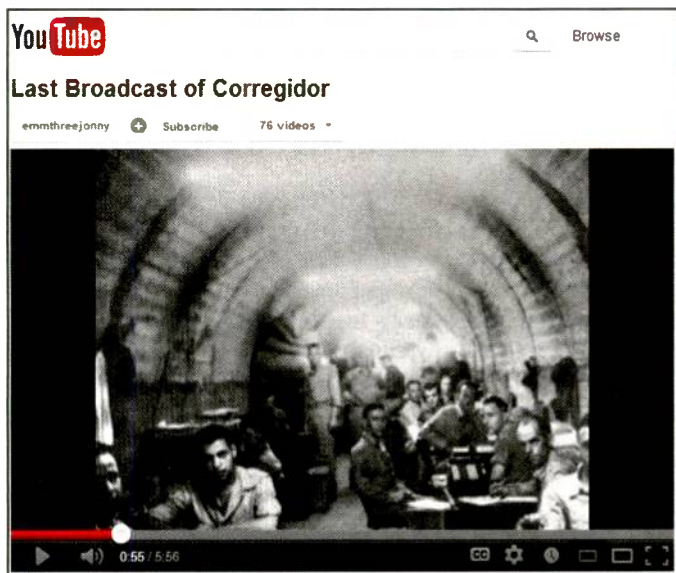 YouTube
Browse
Last Broadcast of Corregidor
emmthreejonny Subscribe 76 videos
0:55 / 5:56
CC